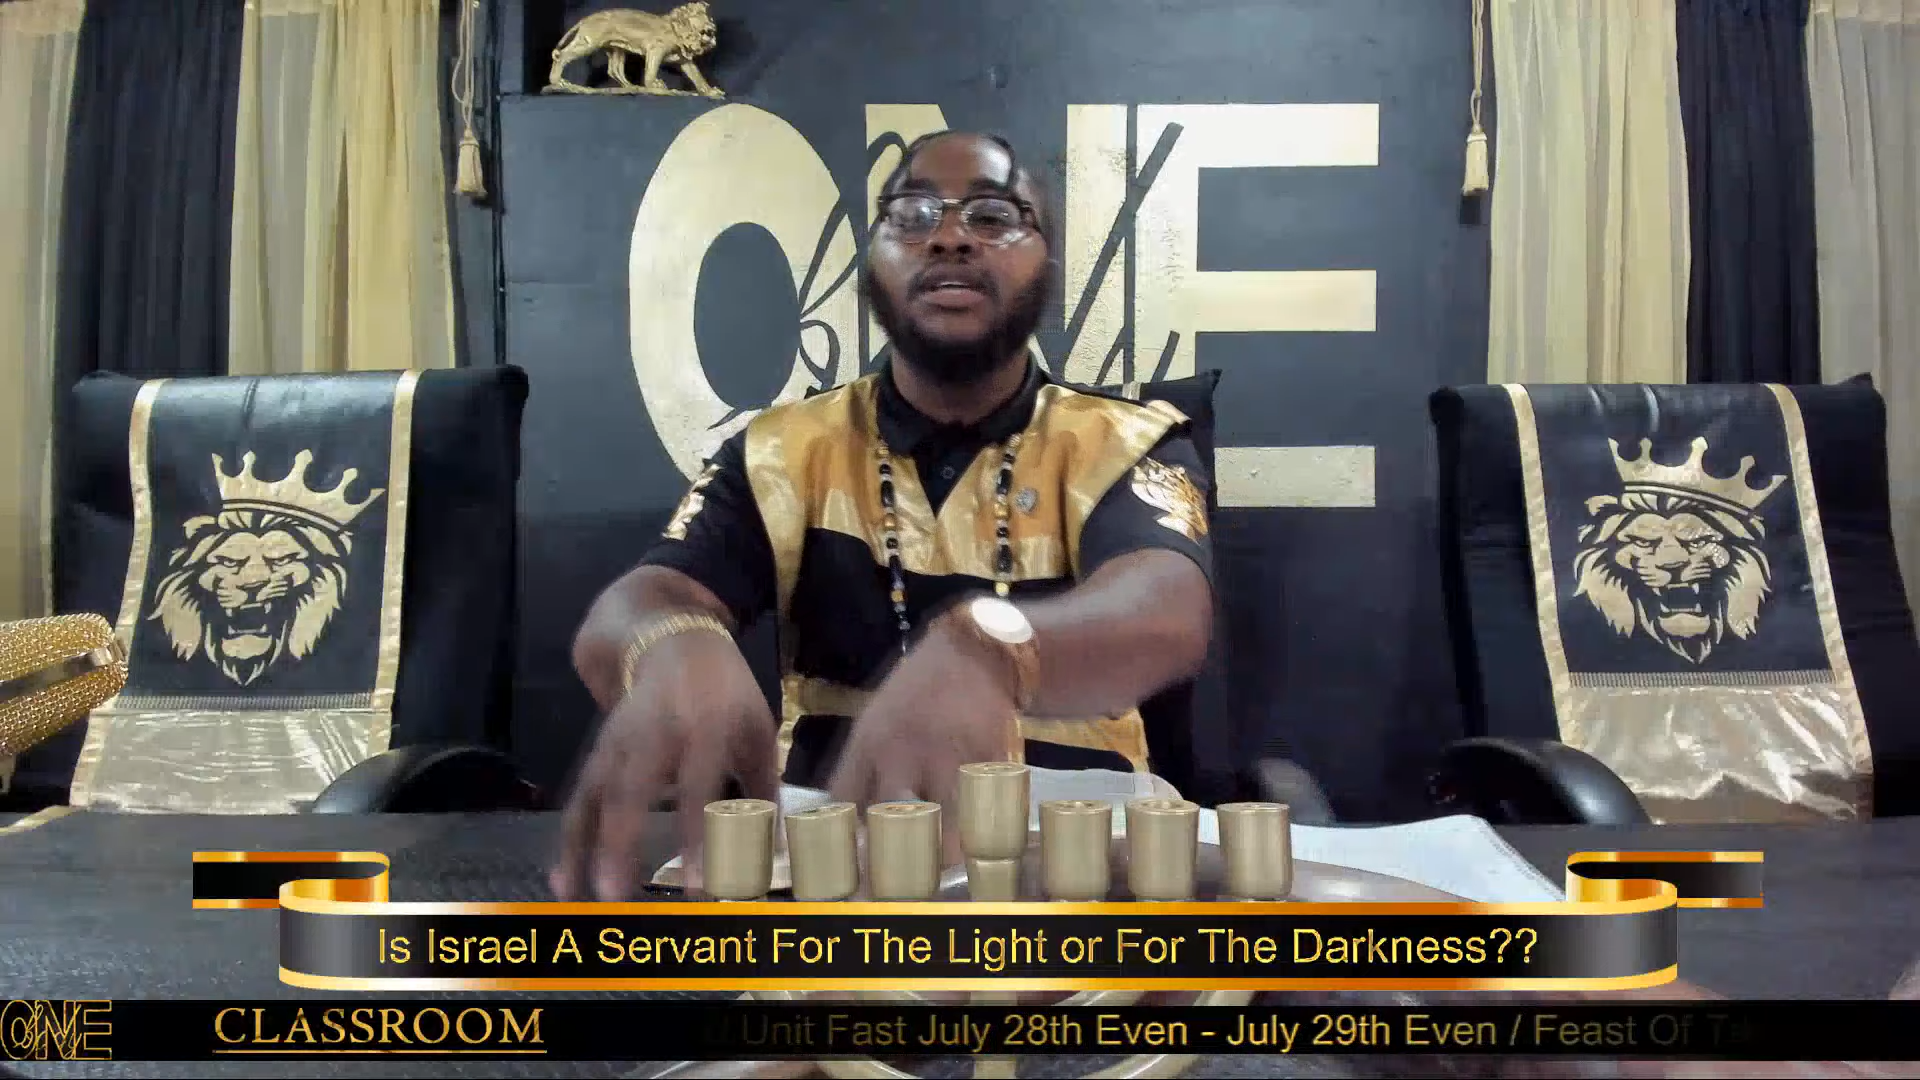 ONE
Is Israel A Servant For The Light or For The Darkness??
ONE
CLASSROOM
Unit Fast July 28th Even - July 29th Even / Feast Of